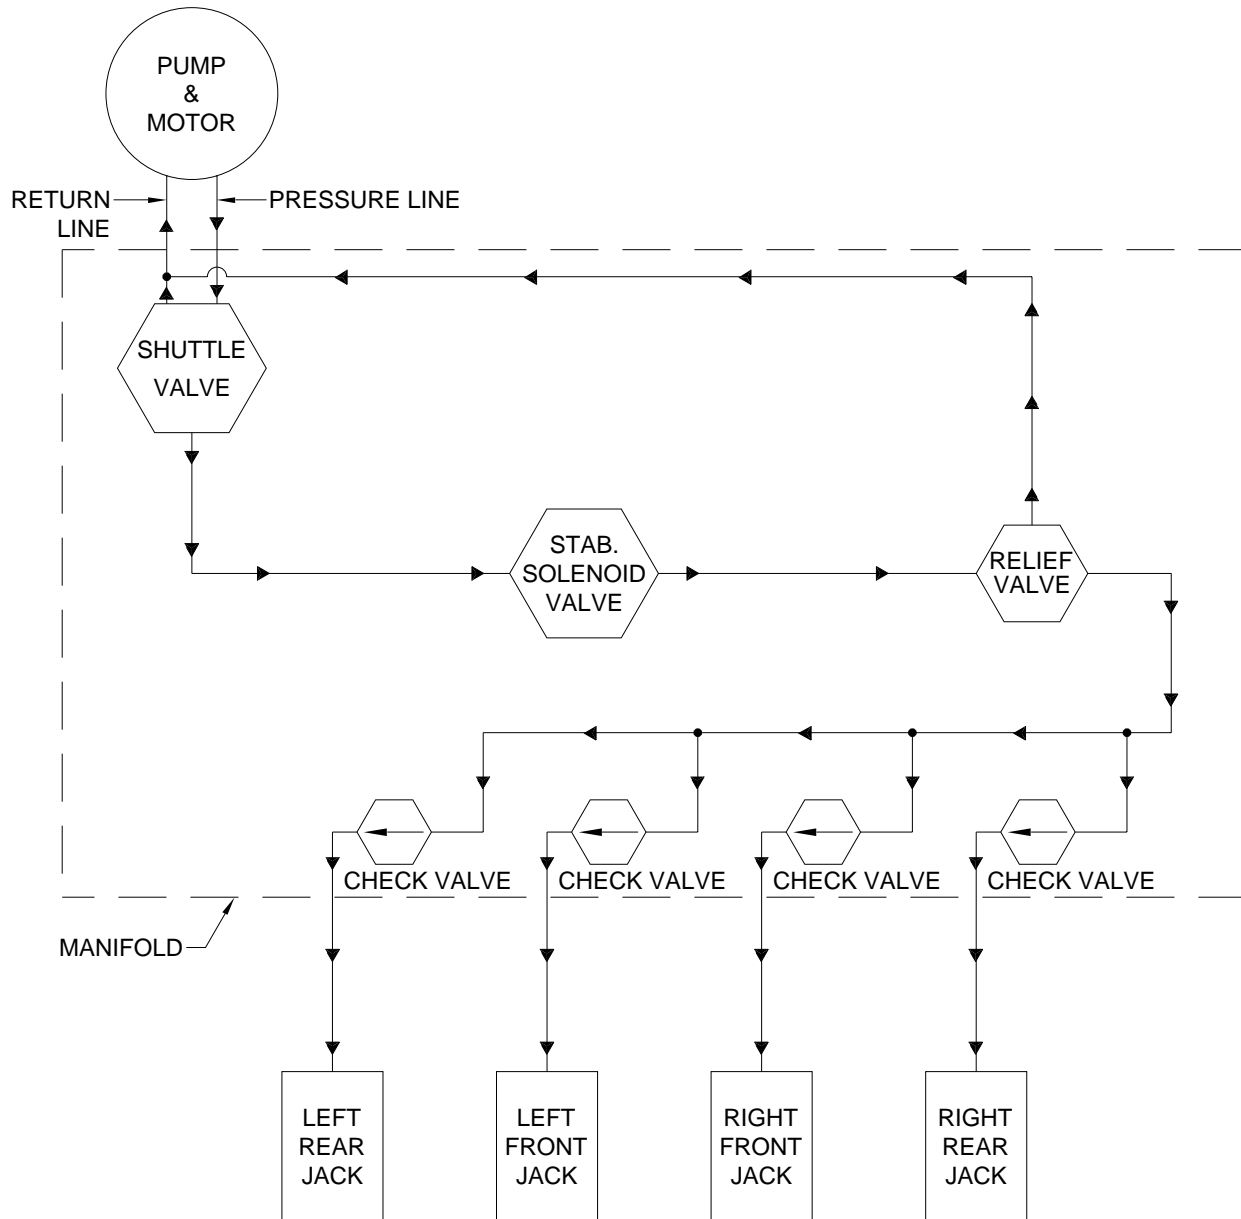 PUMP
&
MOTOR
RETURN
LINE
PRESSURE LINE
SHUTTLE
VALVE
STAB.
SOLENOID
VALVE
RELIEF
VALVE
CHECK VALVE
CHECK VALVE
CHECK VALVE
CHECK VALVE
MANIFOLD
LEFT
REAR
JACK
LEFT
FRONT
JACK
RIGHT
FRONT
JACK
RIGHT
REAR
JACK